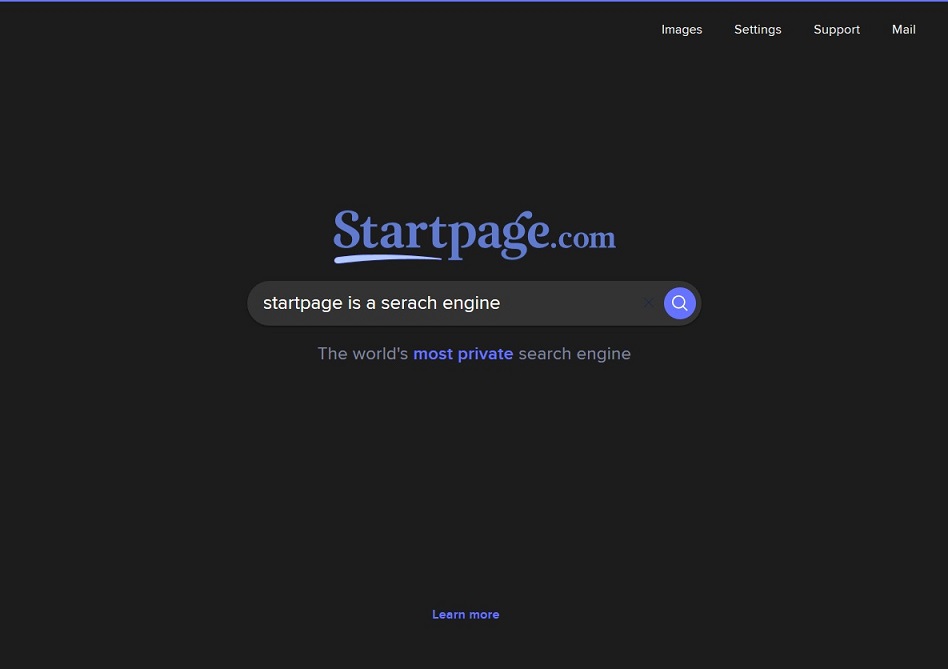 Images Settings Support Mail
Startpage.com
startpage is a serach engine
The world's most private search engine
Learn more